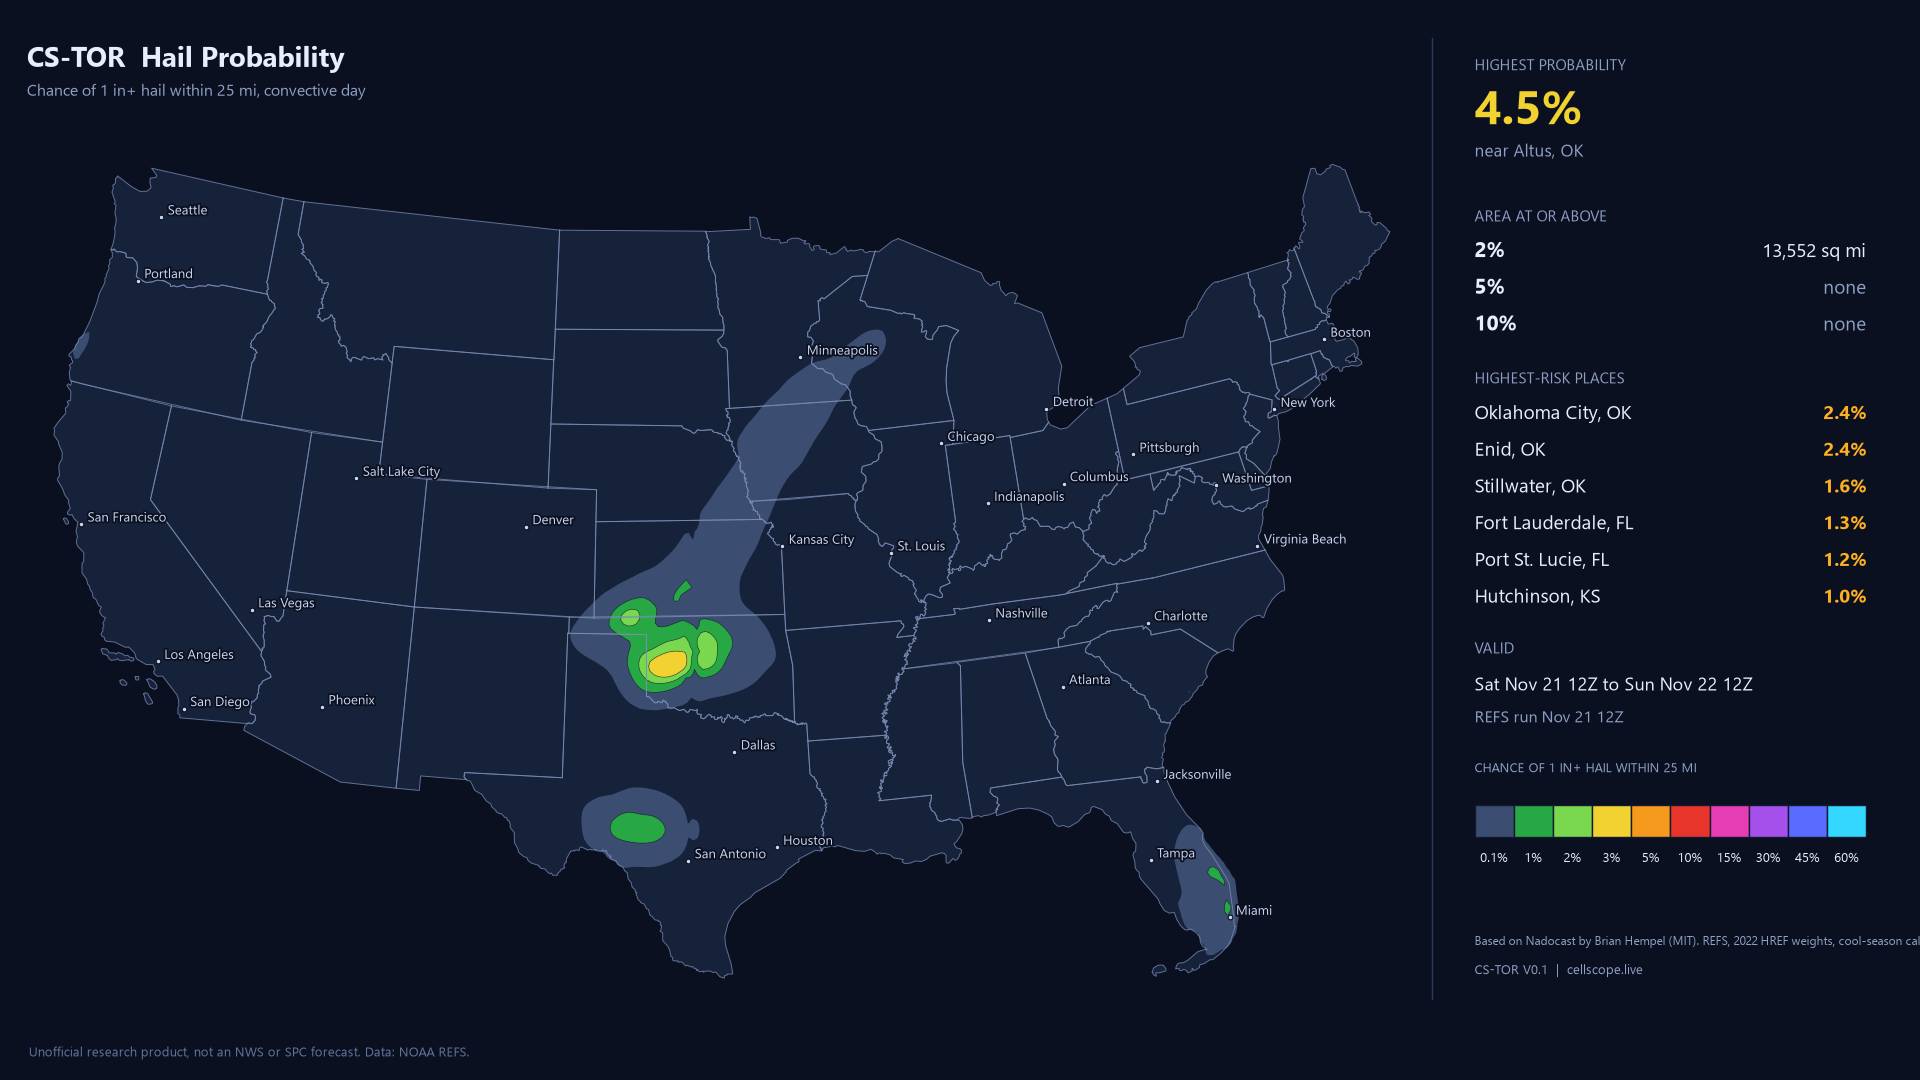 CS-TOR Hail Probability
Chance of 1 in+ hail within 25 mi, convective day
Seattle
Portland
Minneapolis
Boston
Detroit
New York
Chicago
Pittsburgh
Salt Lake City
Columbus
Washington
Indianapolis
San Francisco
Denver
Kansas City
St. Louis
Virginia Beach
Las Vegas
Nashville
Charlotte
Los Angeles
Atlanta
San Diego
Phoenix
Dallas
Jacksonville
Houston
San Antonio
Tampa
Miami
HIGHEST PROBABILITY
4.5%
near Altus, OK
AREA AT OR ABOVE
2% 13,552 sq mi
5% none
10% none
HIGHEST-RISK PLACES
Oklahoma City, OK 2.4%
Enid, OK 2.4%
Stillwater, OK 1.6%
Fort Lauderdale, FL 1.3%
Port St. Lucie, FL 1.2%
Hutchinson, KS 1.0%
VALID
Sat Nov 21 12Z to Sun Nov 22 12Z
REFS run Nov 21 12Z
CHANCE OF 1 IN+ HAIL WITHIN 25 MI
0.1% 1% 2% 3% 5% 10% 15% 30% 45% 60%
Based on Nadocast by Brian Hempel (MIT). REFS, 2022 HREF weights, cool-season cal
CS-TOR V0.1 | cellscope.live
Unofficial research product, not an NWS or SPC forecast. Data: NOAA REFS.